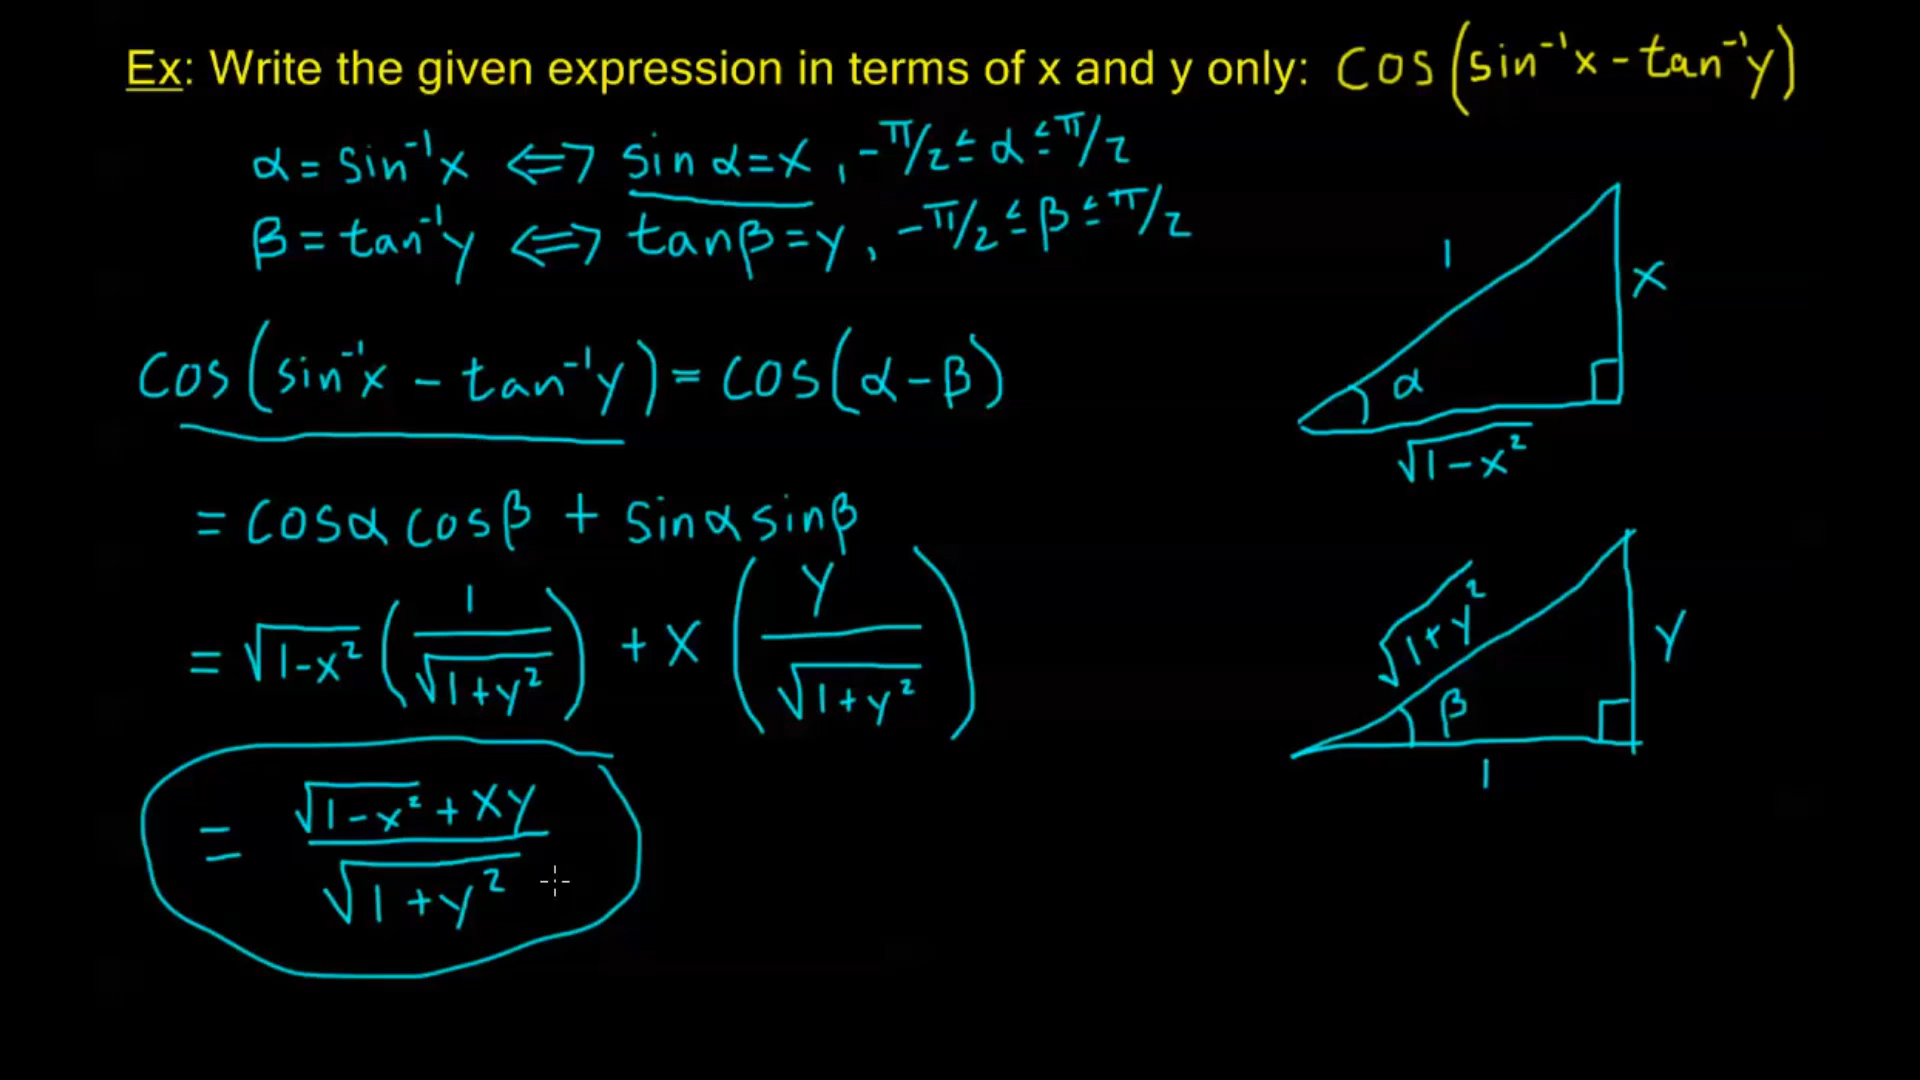 Ex: Write the given expression in terms of x and y only: cos(sin⁻¹x - tan⁻¹y)
α = sin⁻¹x ⟺ sin α = x, -π/2 ≤ α ≤ π/2
β = tan⁻¹y ⟺ tan β = y, -π/2 ≤ β ≤ π/2
cos(sin⁻¹x - tan⁻¹y) = cos(α - β)
= cosα cosβ + sinα sinβ
= √(1-x²) (1/√(1+y²)) + x (y/√(1+y²))
= (√(1-x²) + xy)/√(1+y²)
1
x
α
√(1-x²)
√(1+y²)
y
β
1